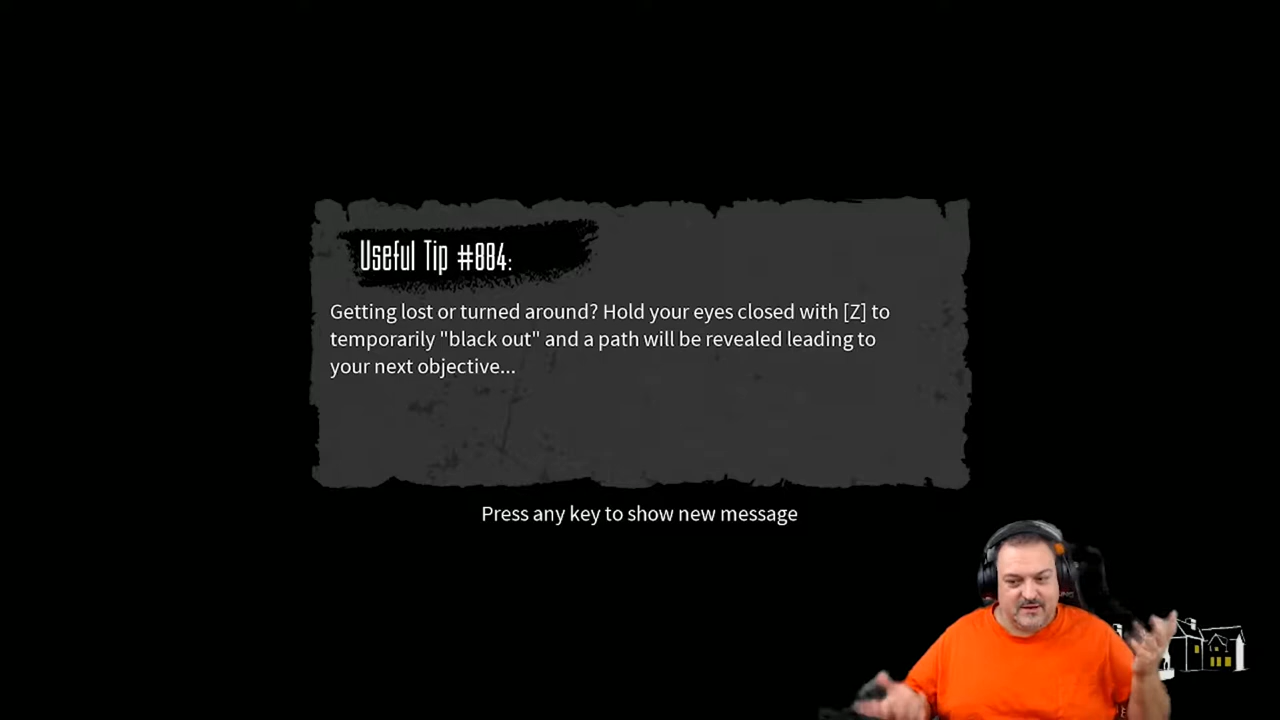 Useful Tip #004:
Getting lost or turned around? Hold your eyes closed with [Z] to
temporarily "black out" and a path will be revealed leading to
your next objective...
Press any key to show new message